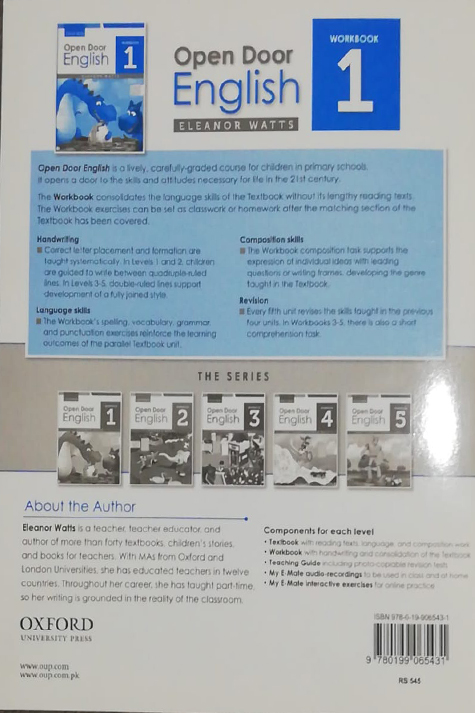 Open Door
English
WORKBOOK
1
Open Door
English
ELEANOR WATTS
WORKBOOK
1
Open Door English is a lively, carefully-graded course for children in primary schools.
It opens a door to the skills and attitudes necessary for life in the 21st century.
The Workbook consolidates the language skills of the Textbook without its lengthy reading texts.
The Workbook exercises can be set as classwork or homework after the matching section of the
Textbook has been covered.
Handwriting
Correct letter placement and formation are
taught systematically. In Levels 1 and 2, children
are guided to write between quadruple-ruled
lines. In Levels 3-5, double-ruled lines support
development of a fully joined style.
Language skills
The Workbook's spelling, vocabulary, grammar,
and punctuation exercises reinforce the learning
outcomes of the parallel Textbook unit.
Composition skills
The Workbook composition task supports the
expression of individual ideas with leading
questions or writing frames, developing the genre
taught in the Textbook.
Revision
Every fifth unit revises the skills taught in the previous
four units. In Workbooks 3-5, there is also a short
comprehension task.
THE SERIES
Open Door
English
1
Open Door
English
2
Open Door
English
3
Open Door
English
4
Open Door
English
5
About the Author
Eleanor Watts is a teacher, teacher educator, and
author of more than forty textbooks, children's stories,
and books for teachers. With MAs from Oxford and
London Universities, she has educated teachers in twelve
countries. Throughout her career, she has taught part-time,
so her writing is grounded in the reality of the classroom.
Components for each level
• Textbook with reading texts, language, and composition work
• Workbook with handwriting and consolidation of the Textbook
• Teaching Guide including photocopiable revision tests
• My E-Mate audio-recordings to be used in class and at home
• My E-Mate interactive exercises for online practice
OXFORD
UNIVERSITY PRESS
www.oup.com
www.oup.com.pk
ISBN 978-0-19-906543-1
9 780199 065431
RS 545